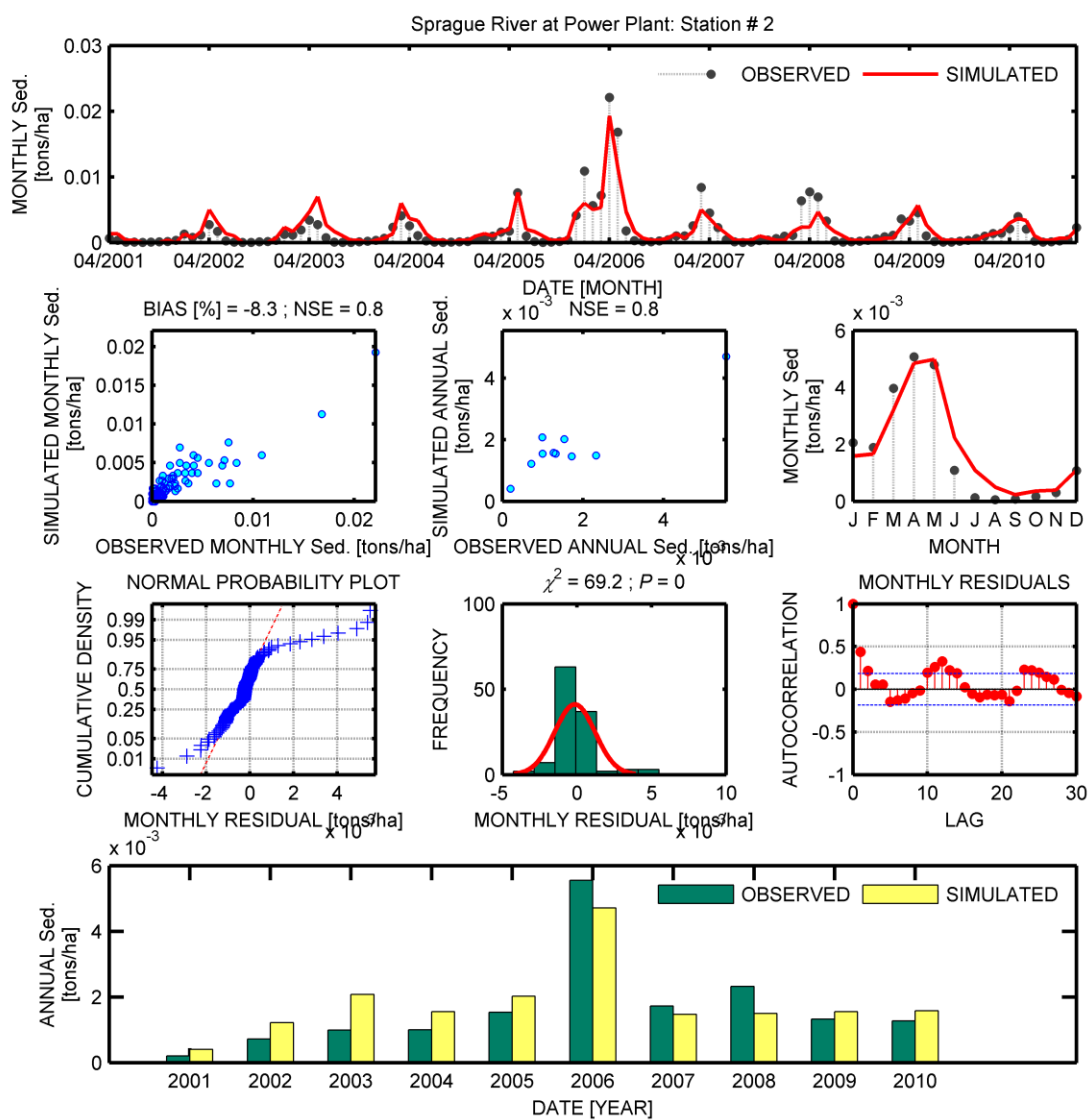 Sprague River at Power Plant: Station # 2
MONTHLY Sed.
[tons/ha]
0.03
0.02
0.01
0
OBSERVED
SIMULATED
04/2001
04/2002
04/2003
04/2004
04/2005
04/2006
04/2007
04/2008
04/2009
04/2010
DATE [MONTH]
BIAS [%] = -8.3 ; NSE = 0.8
SIMULATED MONTHLY Sed.
[tons/ha]
0.02
0.015
0.01
0.005
0
0
0.01
0.02
OBSERVED MONTHLY Sed. [tons/ha]
x 10-3
NSE = 0.8
SIMULATED ANNUAL Sed.
[tons/ha]
4
2
0
0
2
4
OBSERVED ANNUAL Sed. [tons/ha]
x 10-3
x 10-3
MONTHLY Sed
[tons/ha]
6
4
2
0
J F M A M J J A S O N D
MONTH
NORMAL PROBABILITY PLOT
CUMULATIVE DENSITY
0.99
0.95
0.75
0.5
0.25
0.05
0.01
-4
-2
0
2
4
MONTHLY RESIDUAL [tons/ha]
x 10-3
χ2 = 69.2 ; P = 0
FREQUENCY
100
50
0
-5
0
5
10
MONTHLY RESIDUAL [tons/ha]
x 10-3
MONTHLY RESIDUALS
AUTOCORRELATION
1
0.5
0
-0.5
-1
0
10
20
30
LAG
x 10-3
ANNUAL Sed.
[tons/ha]
6
4
2
0
OBSERVED
SIMULATED
2001
2002
2003
2004
2005
2006
2007
2008
2009
2010
DATE [YEAR]